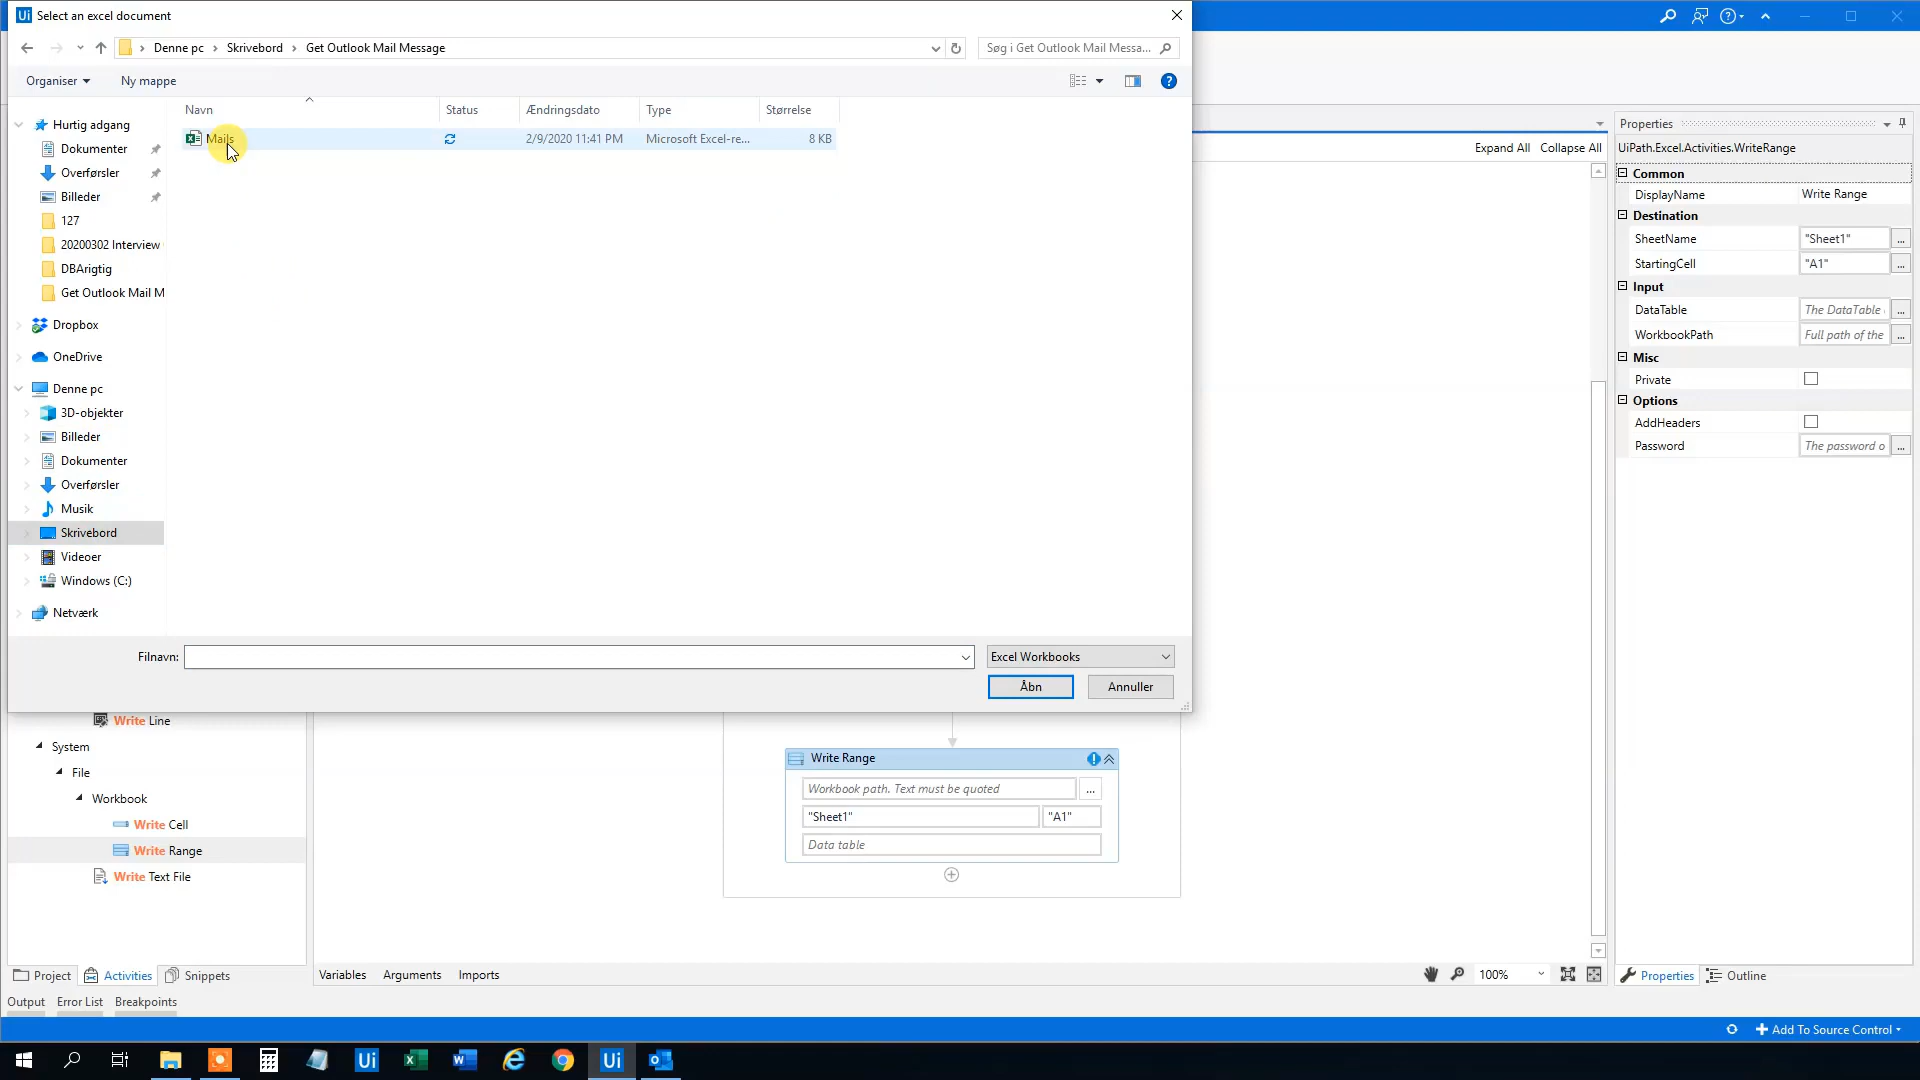 Select an excel document
Denne pc › Skrivebord › Get Outlook Mail Message
Søg i Get Outlook Mail Messa...
Organiser
Ny mappe
Navn
Status
Ændringsdato
Type
Størrelse
Mails
2/9/2020 11:41 PM
Microsoft Excel-re...
8 KB
Hurtig adgang
Dokumenter
Overførsler
Billeder
127
20200302 Interview
DBArigtig
Get Outlook Mail M
Dropbox
OneDrive
Denne pc
3D-objekter
Billeder
Dokumenter
Overførsler
Musik
Skrivebord
Videoer
Windows (C:)
Netværk
Filnavn:
Excel Workbooks
Åbn
Annuller
Expand All
Collapse All
Write Line
System
File
Workbook
Write Cell
Write Range
Write Text File
Project
Activities
Snippets
Output
Error List
Breakpoints
Write Range
Workbook path. Text must be quoted
...
"Sheet1"
"A1"
Data table
Variables
Arguments
Imports
100%
Properties
UiPath.Excel.Activities.WriteRange
Common
DisplayName
Write Range
Destination
SheetName
"Sheet1"
...
StartingCell
"A1"
...
Input
DataTable
The DataTable
...
WorkbookPath
Full path of the
...
Misc
Private
Options
AddHeaders
Password
The password o
...
Properties
Outline
Add To Source Control